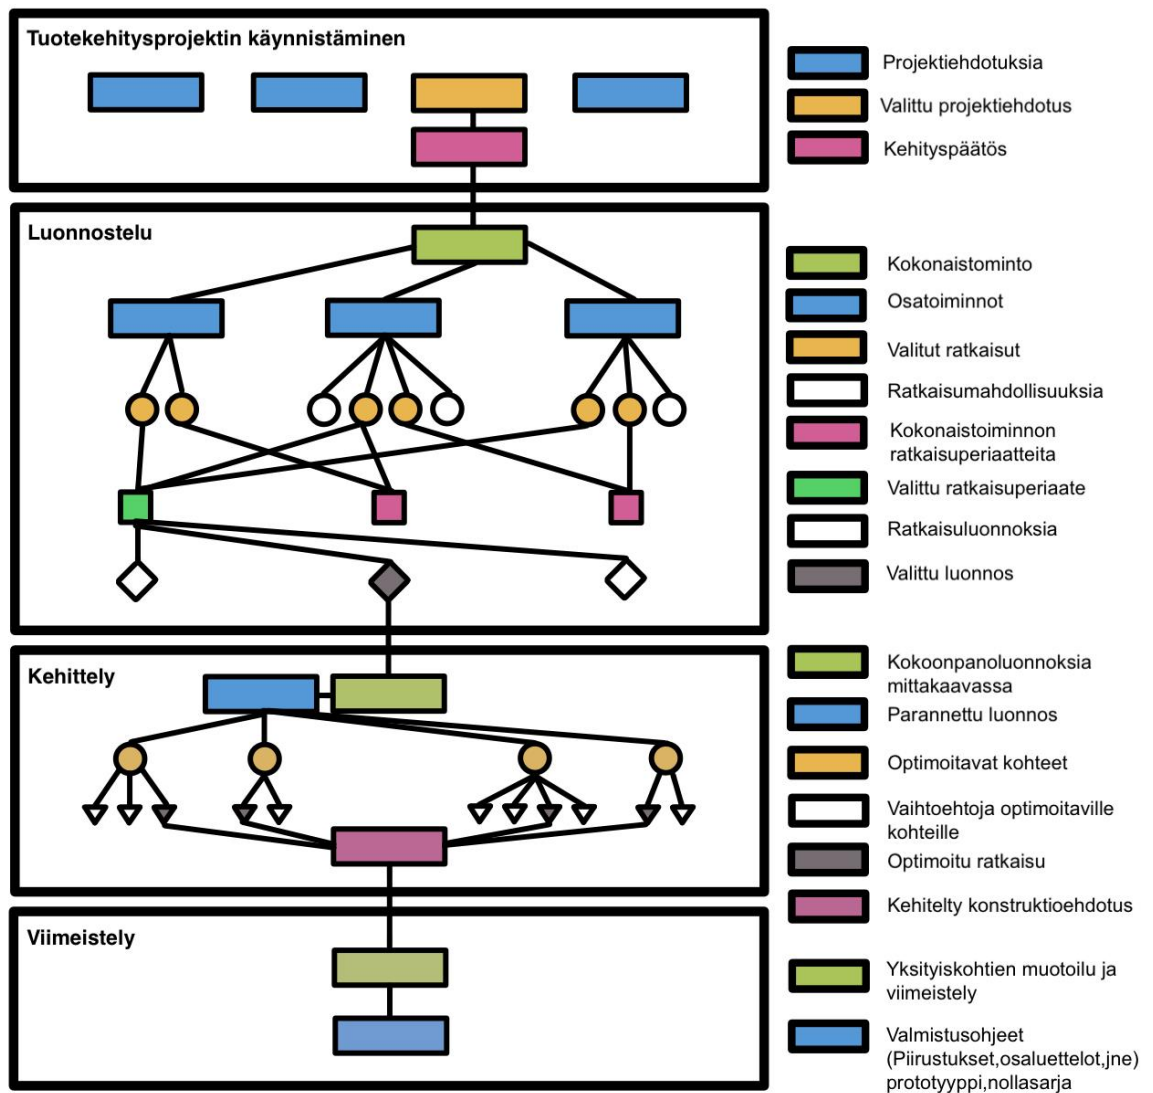 Tuotekehitysprojektin käynnistäminen
Projektiehdotuksia
Valittu projektiehdotus
Kehityspäätös
Luonnostelu
Kokonaistominto
Osatoiminnot
Valitut ratkaisut
Ratkaisumahdollisuuksia
Kokonaistoiminnon
ratkaisuperiaatteita
Valittu ratkaisuperiaate
Ratkaisuluonnoksia
Valittu luonnos
Kehittely
Kokoonpanoluonnoksia
mittakaavassa
Parannettu luonnos
Optimoitavat kohteet
Vaihtoehtoja optimoitaville
kohteille
Optimoitu ratkaisu
Kehitelty konstruktioehdotus
Viimeistely
Yksityiskohtien muotoilu ja
viimeistely
Valmistusohjeet
(Piirustukset,osaluettelot,jne)
prototyyppi,nollasarja